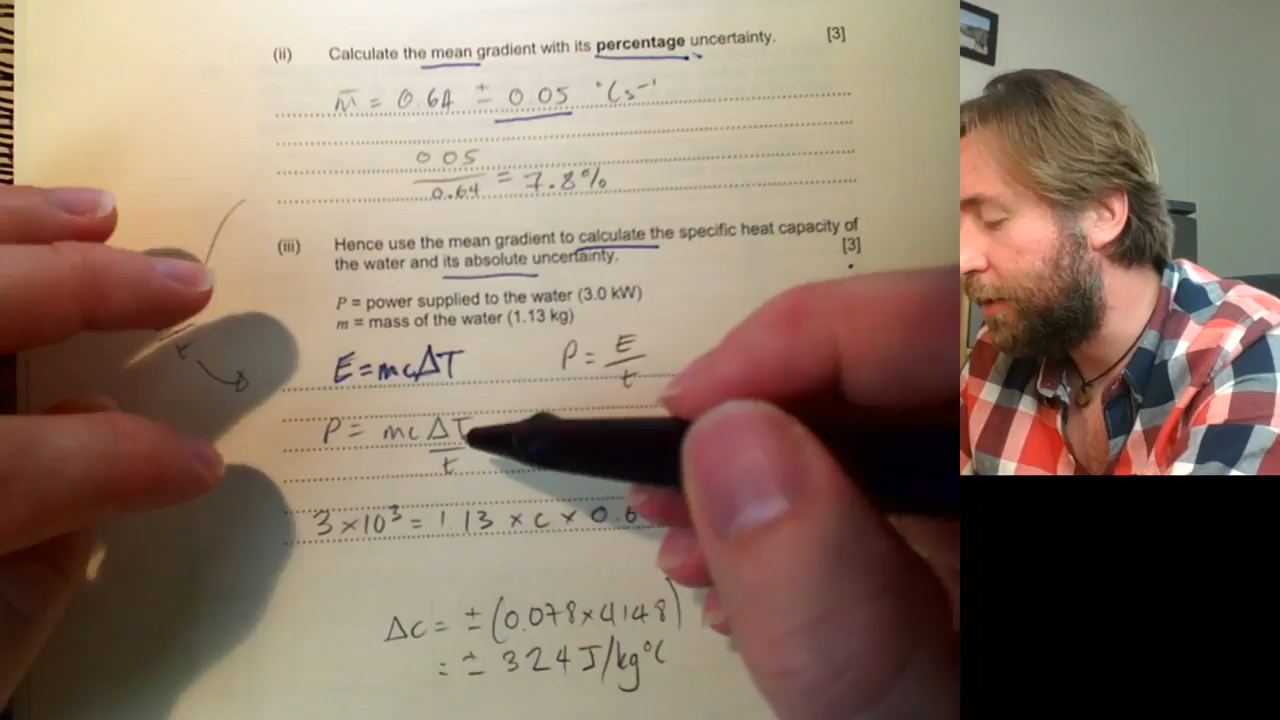 (ii) Calculate the mean gradient with its percentage uncertainty. [3]
m̄ = 0.64 ± 0.05 °Cs⁻¹
0.05
0.64
= 7.8%
(iii) Hence use the mean gradient to calculate the specific heat capacity of
the water and its absolute uncertainty. [3]
P = power supplied to the water (3.0 kW)
m = mass of the water (1.13 kg)
E = mcΔT P = E/t
P = mcΔT/t
3×10³ = 1.13 × c × 0.6
Δc = ± (0.078×4148)
= ± 324 J/kg°C
t